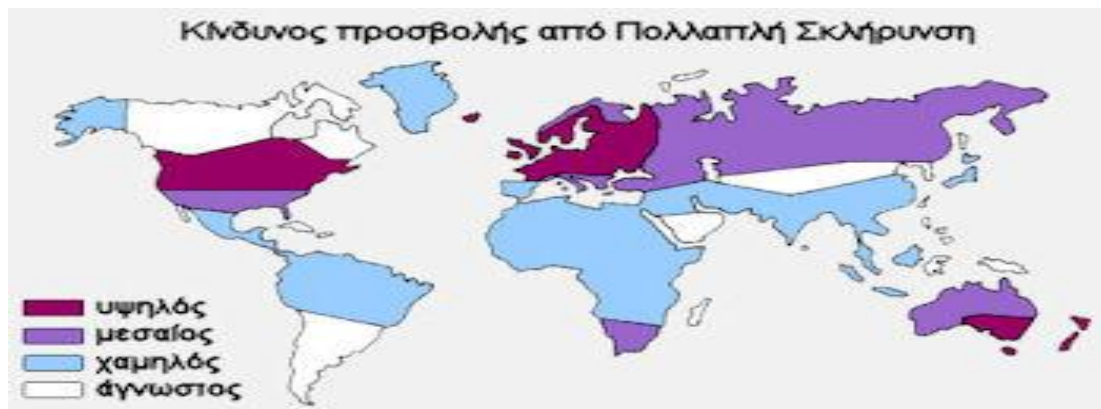 Κίνδυνος προσβολής από Πολλαπλή Σκλήρυνση
υψηλός
μεσαίος
χαμηλός
άγνωστος